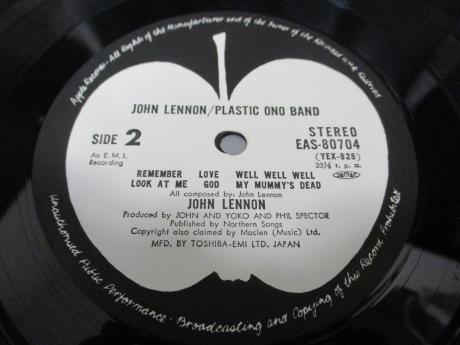 Apple Records · All Rights of the Manufacturer and of the Owner of the Recorded Work Reserved
JOHN LENNON/PLASTIC ONO BAND
SIDE 2
An E.M.I. Recording
STEREO
EAS-80704
(YEX-828)
33⅓ r. p. m.
REMEMBER LOVE WELL WELL WELL
LOOK AT ME GOD MY MUMMY'S DEAD
All composed by: John Lennon
JOHN LENNON
Produced by JOHN AND YOKO AND PHIL SPECTOR
Published by Northern Songs
Copyright also claimed by Maclen (Music) Ltd.
MFD. BY TOSHIBA-EMI LTD. JAPAN
Unauthorised Public Performance · Broadcasting and Copying of this Record Prohibited